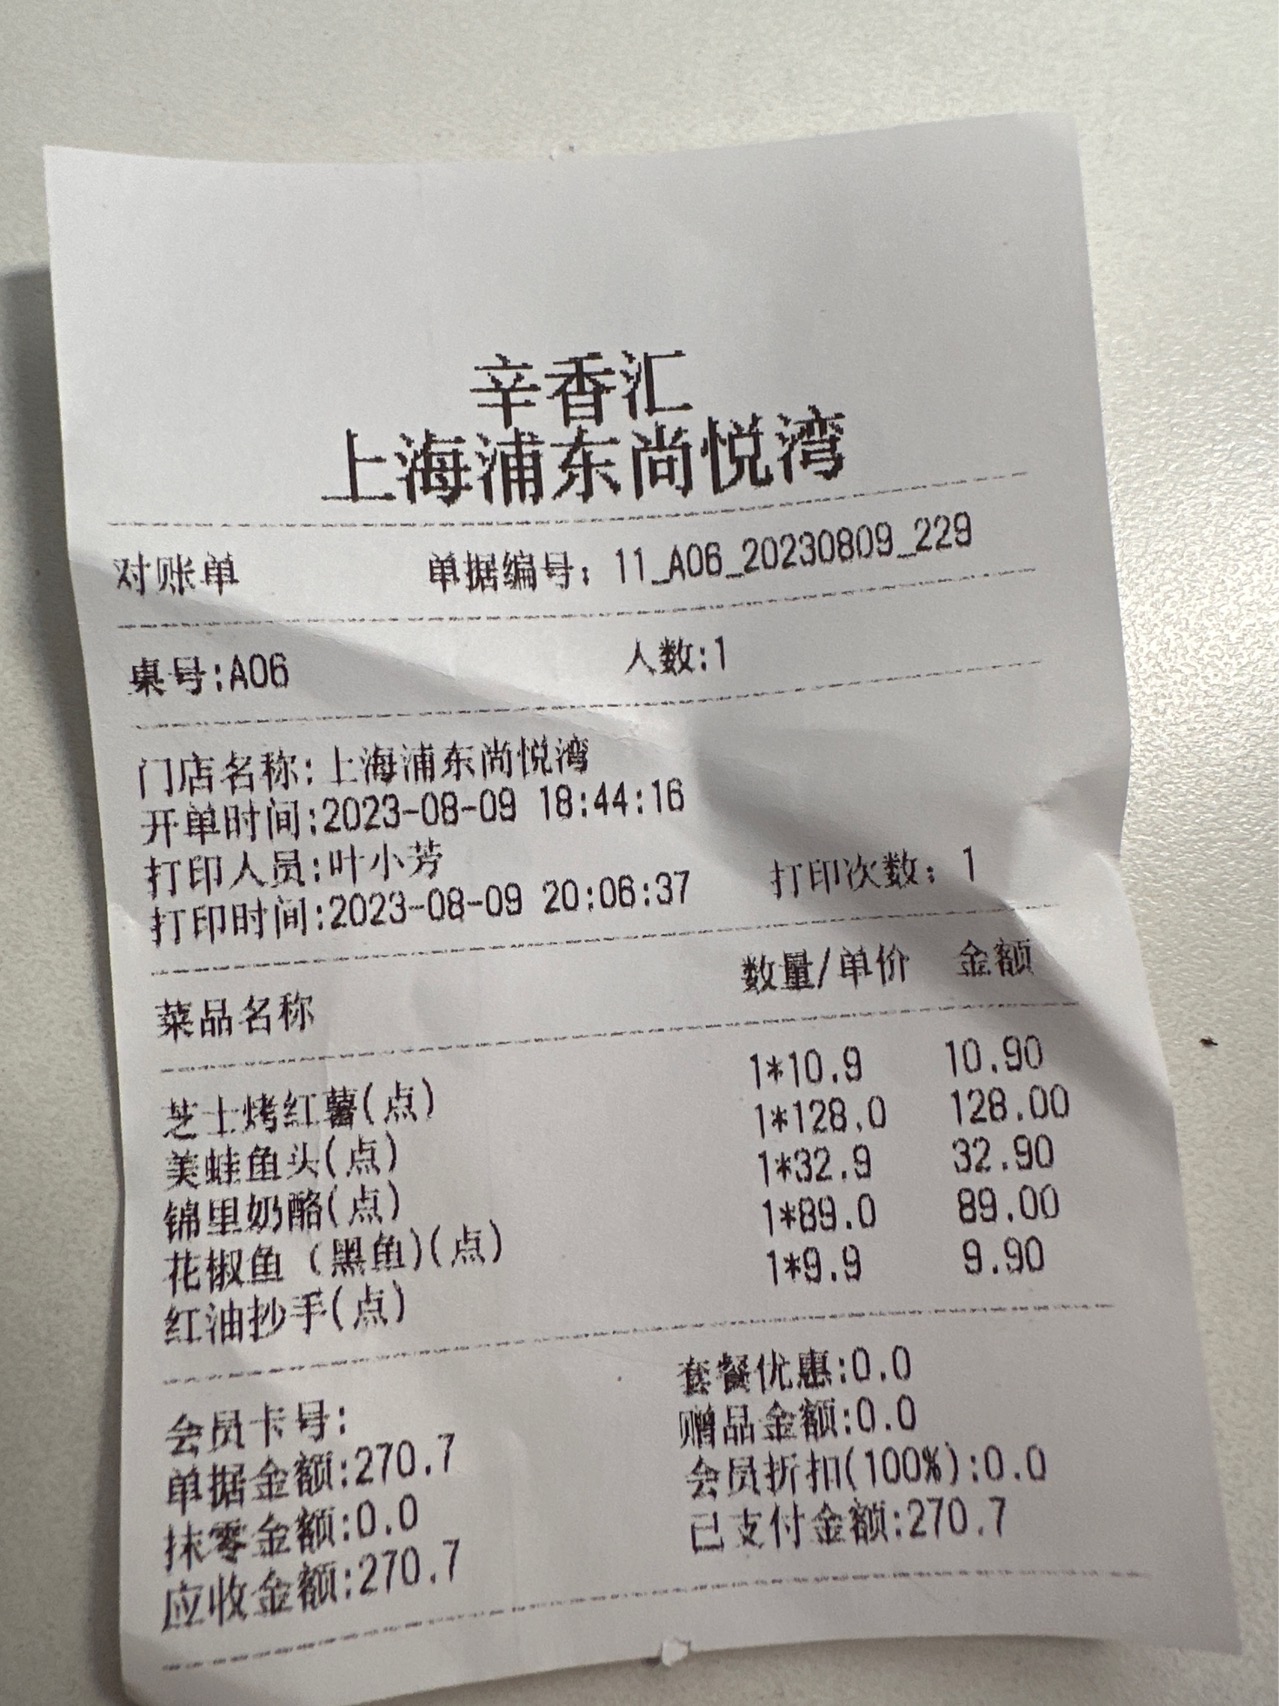 辛香汇
上海浦东尚悦湾
对账单 单据编号: 11_A06_20230809_229
桌号:A06 人数:1
门店名称:上海浦东尚悦湾
开单时间:2023-08-09 18:44:16
打印人员:叶小芳
打印时间:2023-08-09 20:06:37 打印次数: 1
菜品名称 数量/单价 金额
芝士烤红薯(点) 1*10.9 10.90
美蛙鱼头(点) 1*128.0 128.00
锦里奶酪(点) 1*32.9 32.90
花椒鱼（黑鱼)(点) 1*89.0 89.00
红油抄手(点) 1*9.9 9.90
会员卡号: 套餐优惠:0.0
单据金额:270.7 赠品金额:0.0
抹零金额:0.0 会员折扣(100%):0.0
应收金额:270.7 已支付金额:270.7